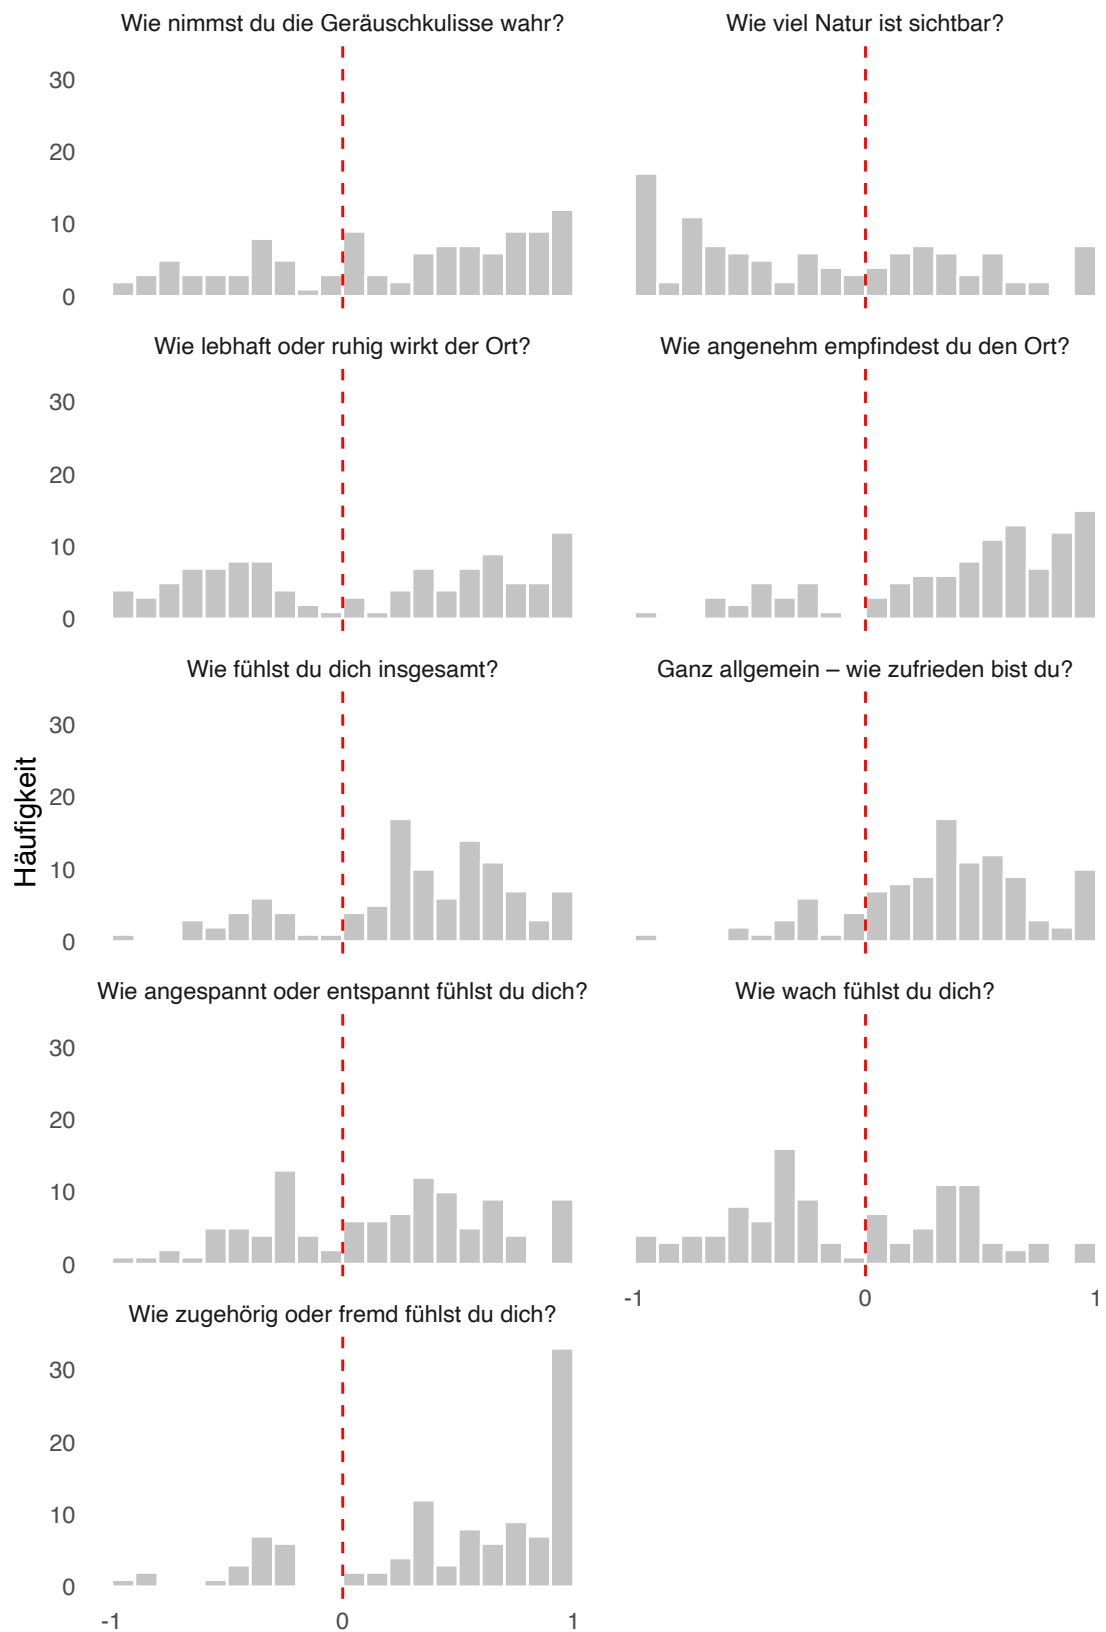 Wie nimmst du die Geräuschkulisse wahr?
Wie viel Natur ist sichtbar?
30
20
10
0
Wie lebhaft oder ruhig wirkt der Ort?
Wie angenehm empfindest du den Ort?
30
20
10
0
Wie fühlst du dich insgesamt?
Ganz allgemein – wie zufrieden bist du?
30
20
10
0
Häufigkeit
Wie angespannt oder entspannt fühlst du dich?
Wie wach fühlst du dich?
30
20
10
0
-1 0 1
Wie zugehörig oder fremd fühlst du dich?
30
20
10
0
-1 0 1